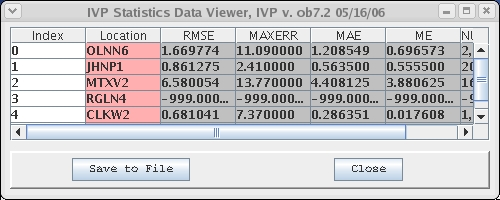 IVP Statistics Data Viewer, IVP v. ob7.2 05/16/06
Index Location RMSE MAXERR MAE ME
0 OLNN6 1.669774 11.090000 1.208549 0.696573 2,
1 JHNP1 0.861275 2.410000 0.563500 0.555500 20
2 MTXV2 6.580054 13.770000 4.408125 3.880625 16
3 RGLN4 -999.000... -999.000... -999.000... -999.000... -9
4 CLKW2 0.681041 7.370000 0.286351 0.017608 1,
Save to File Close